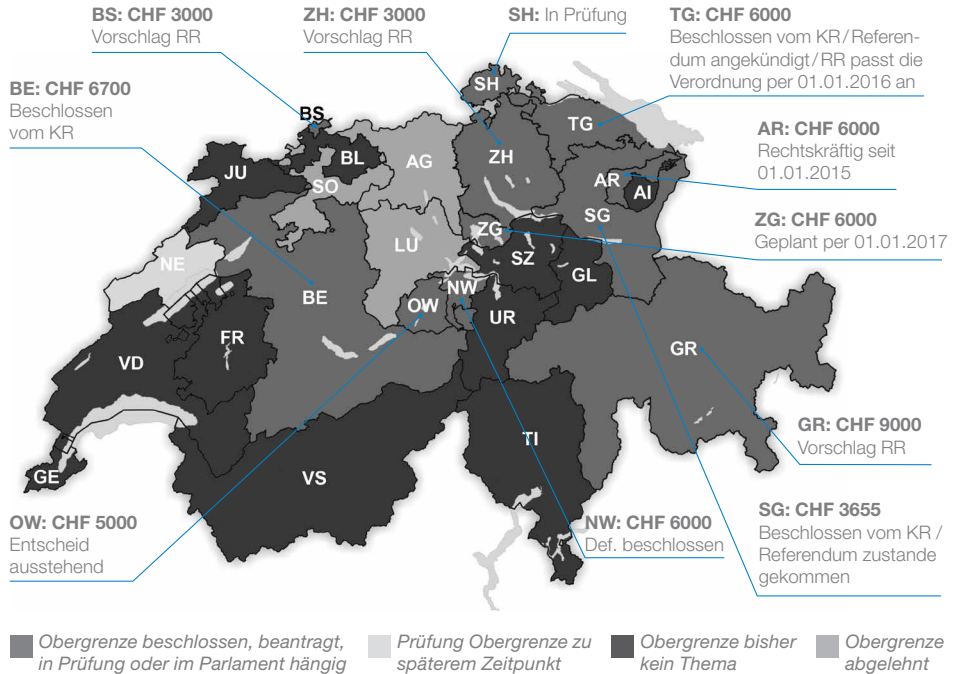 BS: CHF 3000
Vorschlag RR
ZH: CHF 3000
Vorschlag RR
SH: In Prüfung
TG: CHF 6000
Beschlossen vom KR/Referen-
dum angekündigt/RR passt die
Verordnung per 01.01.2016 an
BE: CHF 6700
Beschlossen
vom KR
AR: CHF 6000
Rechtskräftig seit
01.01.2015
ZG: CHF 6000
Geplant per 01.01.2017
SH
BS
TG
BL
AG
ZH
JU
SO
AR
AI
SG
ZG
LU
NE
SZ
GL
NW
BE
OW
UR
FR
GR
VD
TI
GE
VS
GR: CHF 9000
Vorschlag RR
OW: CHF 5000
Entscheid
ausstehend
NW: CHF 6000
Def. beschlossen
SG: CHF 3655
Beschlossen vom KR /
Referendum zustande
gekommen
Obergrenze beschlossen, beantragt,
in Prüfung oder im Parlament hängig
Prüfung Obergrenze zu
späterem Zeitpunkt
Obergrenze bisher
kein Thema
Obergrenze
abgelehnt